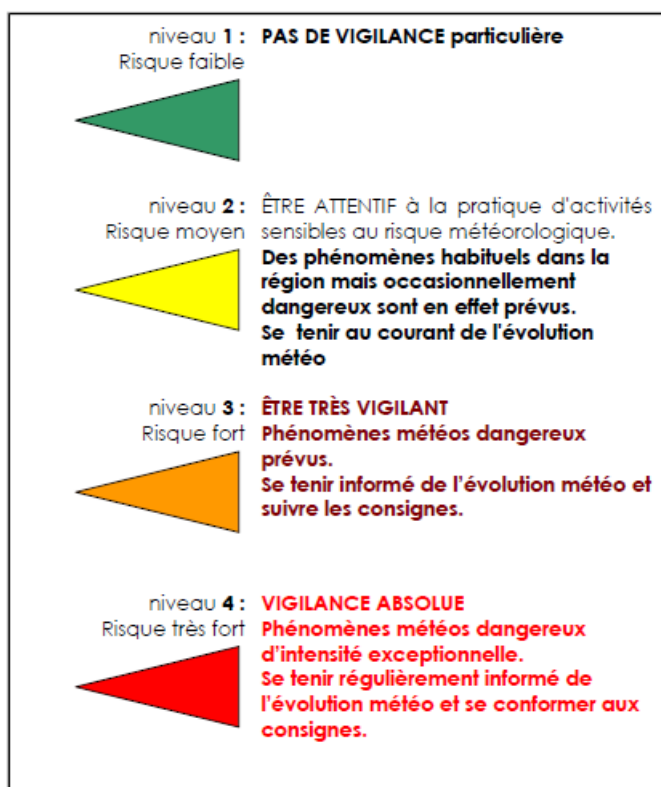 niveau 1 : PAS DE VIGILANCE particulière
Risque faible
niveau 2 : ÊTRE ATTENTIF à la pratique d'activités
Risque moyen sensibles au risque météorologique.
Des phénomènes habituels dans la
région mais occasionnellement
dangereux sont en effet prévus.
Se tenir au courant de l'évolution
météo
niveau 3 : ÊTRE TRÈS VIGILANT
Risque fort Phénomènes météos dangereux
prévus.
Se tenir informé de l'évolution météo et
suivre les consignes.
niveau 4 : VIGILANCE ABSOLUE
Risque très fort Phénomènes météos dangereux
d'intensité exceptionnelle.
Se tenir régulièrement informé de
l'évolution météo et se conformer aux
consignes.